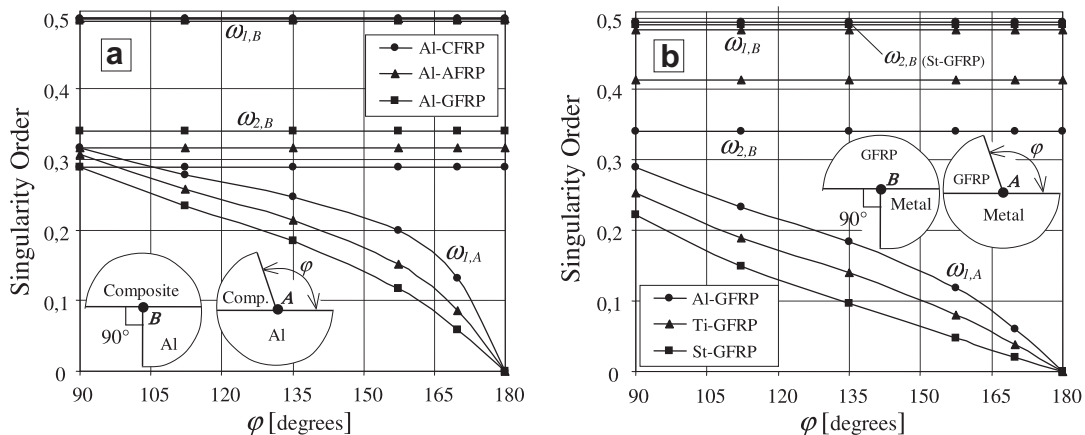 a
ω1,B
Al-CFRP
Al-AFRP
Al-GFRP
ω2,B
ω1,A
Composite
B
90°
Al
Comp.
A
φ
Al
0,5
0,4
0,3
0,2
0,1
0
Singularity Order
90 105 120 135 150 165 180
φ [degrees]
b
ω1,B
ω2,B (St-GFRP)
ω2,B
ω1,A
GFRP
B
Metal
90°
GFRP
A
φ
Metal
Al-GFRP
Ti-GFRP
St-GFRP
0,5
0,4
0,3
0,2
0,1
0
Singularity Order
90 105 120 135 150 165 180
φ [degrees]